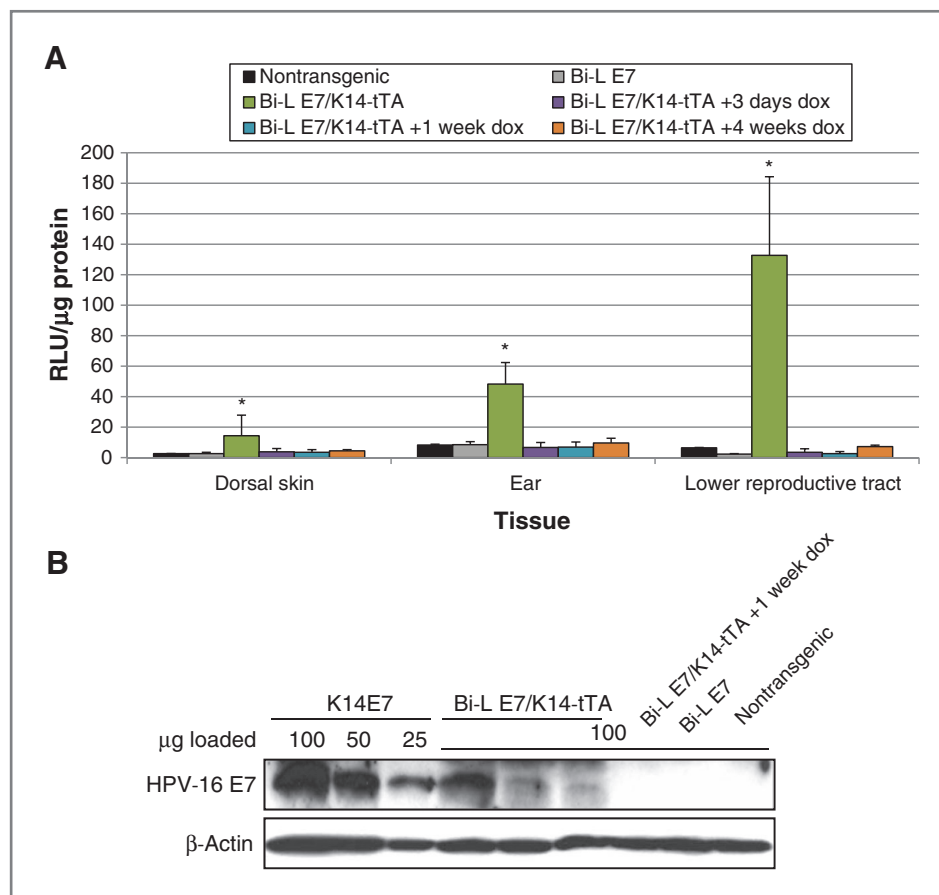 A
Nontransgenic
Bi-L E7
Bi-L E7/K14-tTA
Bi-L E7/K14-tTA +3 days dox
Bi-L E7/K14-tTA +1 week dox
Bi-L E7/K14-tTA +4 weeks dox
200
180
160
140
120
100
80
60
40
20
0
RLU/μg protein
*
*
*
Dorsal skin
Ear
Lower reproductive tract
Tissue
B
Bi-L E7/K14-tTA +1 week dox
Bi-L E7
Nontransgenic
K14E7
Bi-L E7/K14-tTA
μg loaded
100
50
25
100
HPV-16 E7
β-Actin